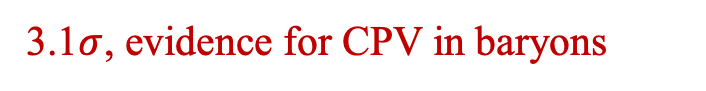 3.1σ, evidence for CPV in baryons